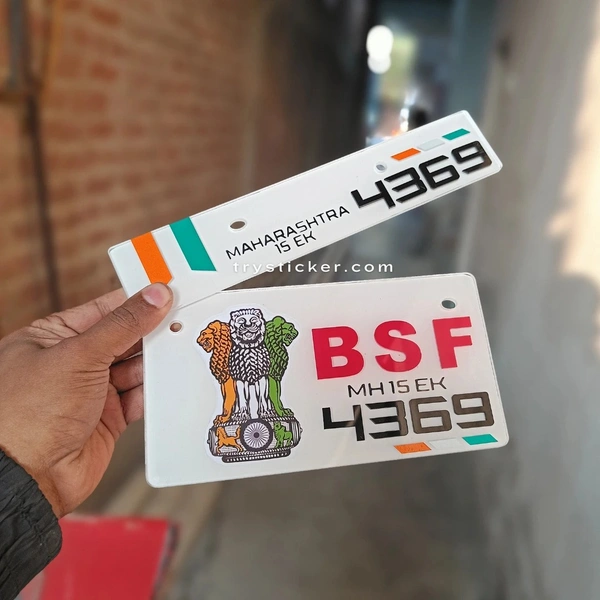 MAHARASHTRA
15 EK
4369
trysticker.com
BSF
MH 15 EK
4369